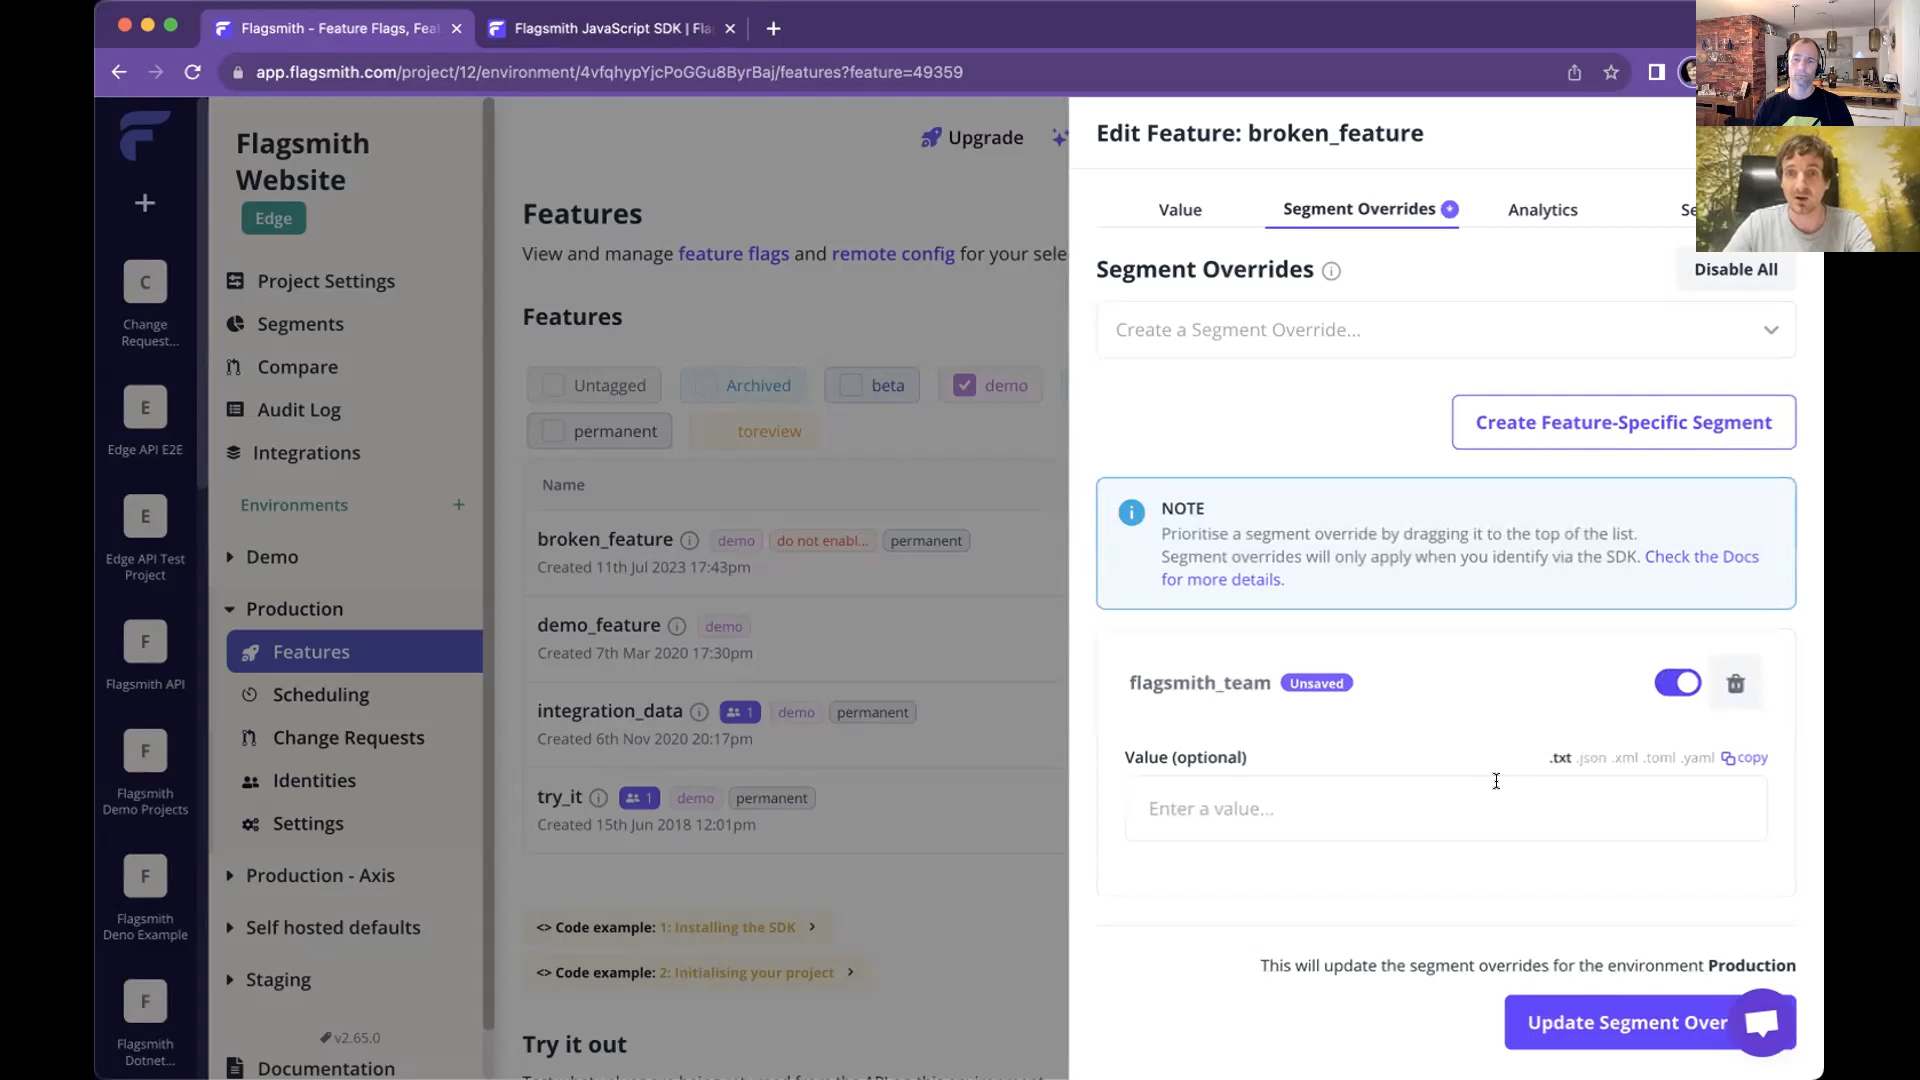 Flagsmith - Feature Flags, Feat
Flagsmith JavaScript SDK | Fla
app.flagsmith.com/project/12/environment/4vfqhypYjcPoGGu8ByrBaj/features?feature=49359
C
Change
Request...
E
Edge API E2E
E
Edge API Test
Project
F
Flagsmith API
F
Flagsmith
Demo Projects
F
Flagsmith
Deno Example
F
Flagsmith
Dotnet...
Flagsmith
Website
Edge
Project Settings
Segments
Compare
Audit Log
Integrations
Environments
Demo
Production
Features
Scheduling
Change Requests
Identities
Settings
Production - Axis
Self hosted defaults
Staging
v2.65.0
Documentation
Upgrade
Features
View and manage feature flags and remote config for your sele
Features
Untagged Archived beta demo
permanent toreview
Name
broken_feature demo do not enabl... permanent
Created 11th Jul 2023 17:43pm
demo_feature demo
Created 7th Mar 2020 17:30pm
integration_data 1 demo permanent
Created 6th Nov 2020 20:17pm
try_it 1 demo permanent
Created 15th Jun 2018 12:01pm
<> Code example: 1: Installing the SDK >
<> Code example: 2: Initialising your project >
Try it out
Edit Feature: broken_feature
Value Segment Overrides Analytics Se
Segment Overrides
Disable All
Create a Segment Override...
Create Feature-Specific Segment
NOTE
Prioritise a segment override by dragging it to the top of the list.
Segment overrides will only apply when you identify via the SDK. Check the Docs
for more details.
flagsmith_team Unsaved
Value (optional) .txt .json .xml .toml .yaml copy
Enter a value...
This will update the segment overrides for the environment Production
Update Segment Over